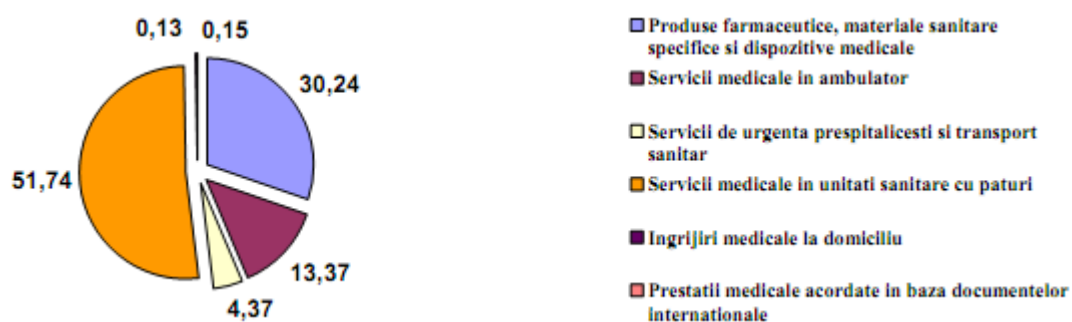 0,13
0,15
30,24
51,74
13,37
4,37
Produse farmaceutice, materiale sanitare
specifice si dispozitive medicale
Servicii medicale in ambulator
Servicii de urgenta prespitalicesti si transport
sanitar
Servicii medicale in unitati sanitare cu paturi
Ingrijiri medicale la domiciliu
Prestatii medicale acordate in baza documentelor
internationale